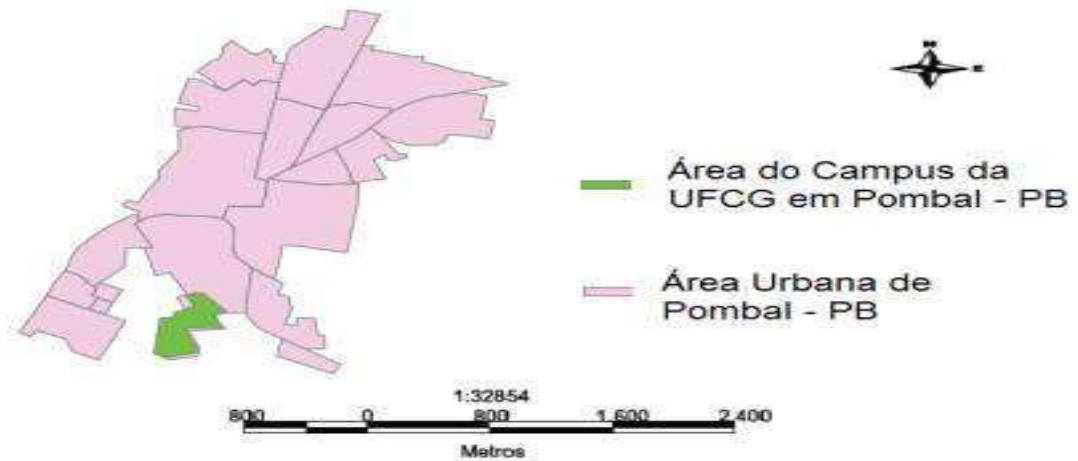 N
E
Área do Campus da
UFCG em Pombal - PB
Área Urbana de
Pombal - PB
1:32854
800 0 800 1.600 2.400
Metros